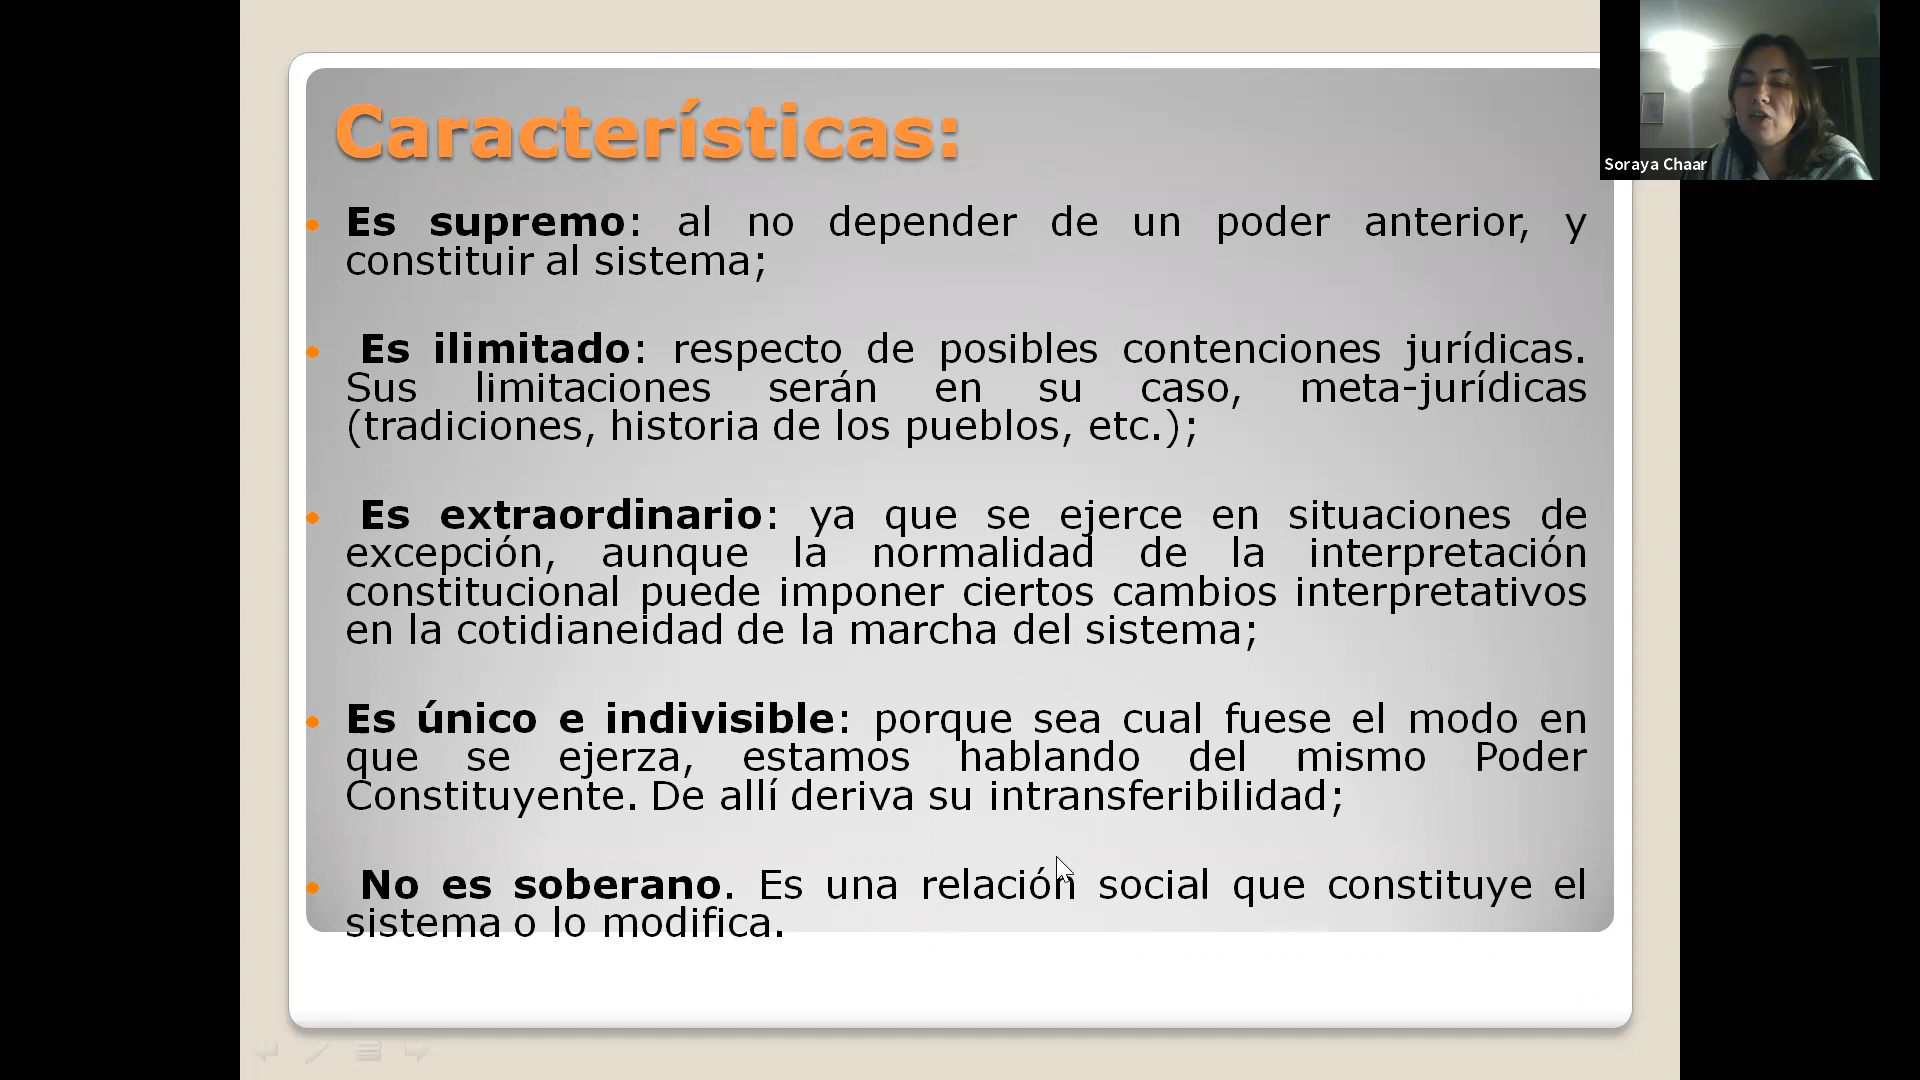 Características:
Soraya Chaar
Es supremo: al no depender de un poder anterior, y
constituir al sistema;
Es ilimitado: respecto de posibles contenciones jurídicas.
Sus limitaciones serán en su caso, meta-jurídicas
(tradiciones, historia de los pueblos, etc.);
Es extraordinario: ya que se ejerce en situaciones de
excepción, aunque la normalidad de la interpretación
constitucional puede imponer ciertos cambios interpretativos
en la cotidianeidad de la marcha del sistema;
Es único e indivisible: porque sea cual fuese el modo en
que se ejerza, estamos hablando del mismo Poder
Constituyente. De allí deriva su intransferibilidad;
No es soberano. Es una relación social que constituye el
sistema o lo modifica.